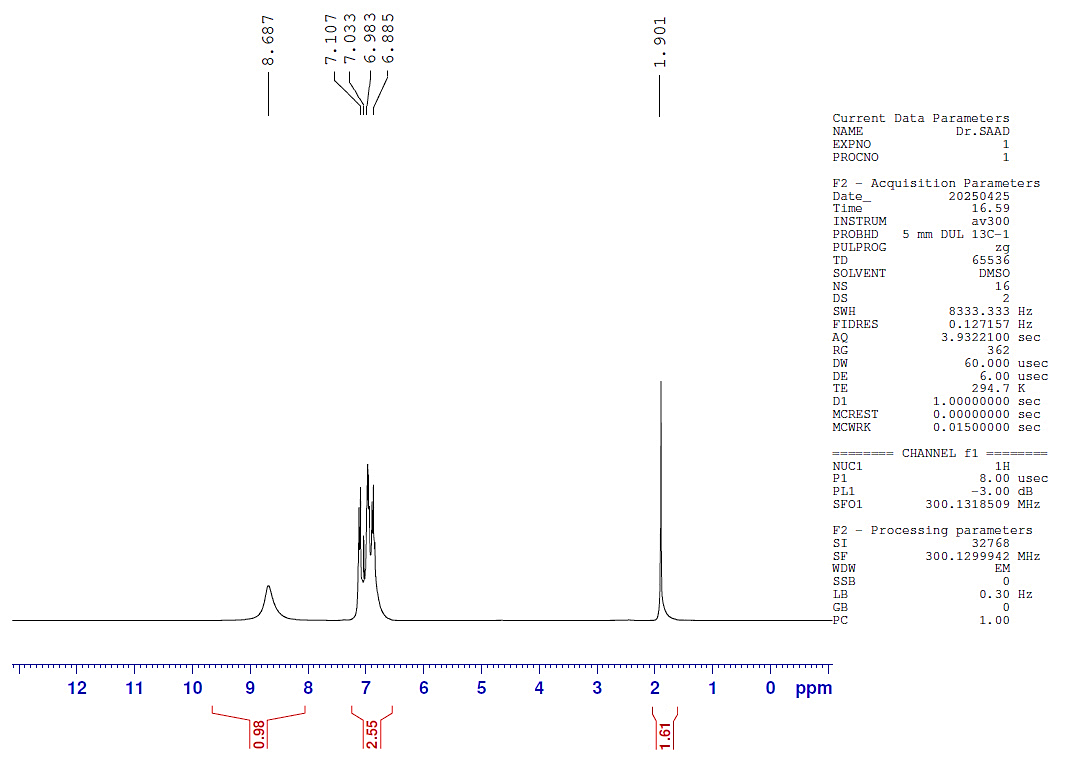 8.687
7.107
7.033
6.983
6.885
1.901
Current Data Parameters
NAME Dr.SAAD
EXPNO 1
PROCNO 1
F2 - Acquisition Parameters
Date_ 20250425
Time 16.59
INSTRUM av300
PROBHD 5 mm DUL 13C-1
PULPROG zg
TD 65536
SOLVENT DMSO
NS 16
DS 2
SWH 8333.333 Hz
FIDRES 0.127157 Hz
AQ 3.9322100 sec
RG 362
DW 60.000 usec
DE 6.00 usec
TE 294.7 K
D1 1.00000000 sec
MCREST 0.00000000 sec
MCWRK 0.01500000 sec
======== CHANNEL f1 ========
NUC1 1H
P1 8.00 usec
PL1 -3.00 dB
SFO1 300.1318509 MHz
F2 - Processing parameters
SI 32768
SF 300.1299942 MHz
WDW EM
SSB 0
LB 0.30 Hz
GB 0
PC 1.00
12 11 10 9 8 7 6 5 4 3 2 1 0 ppm
0.98
2.55
1.61